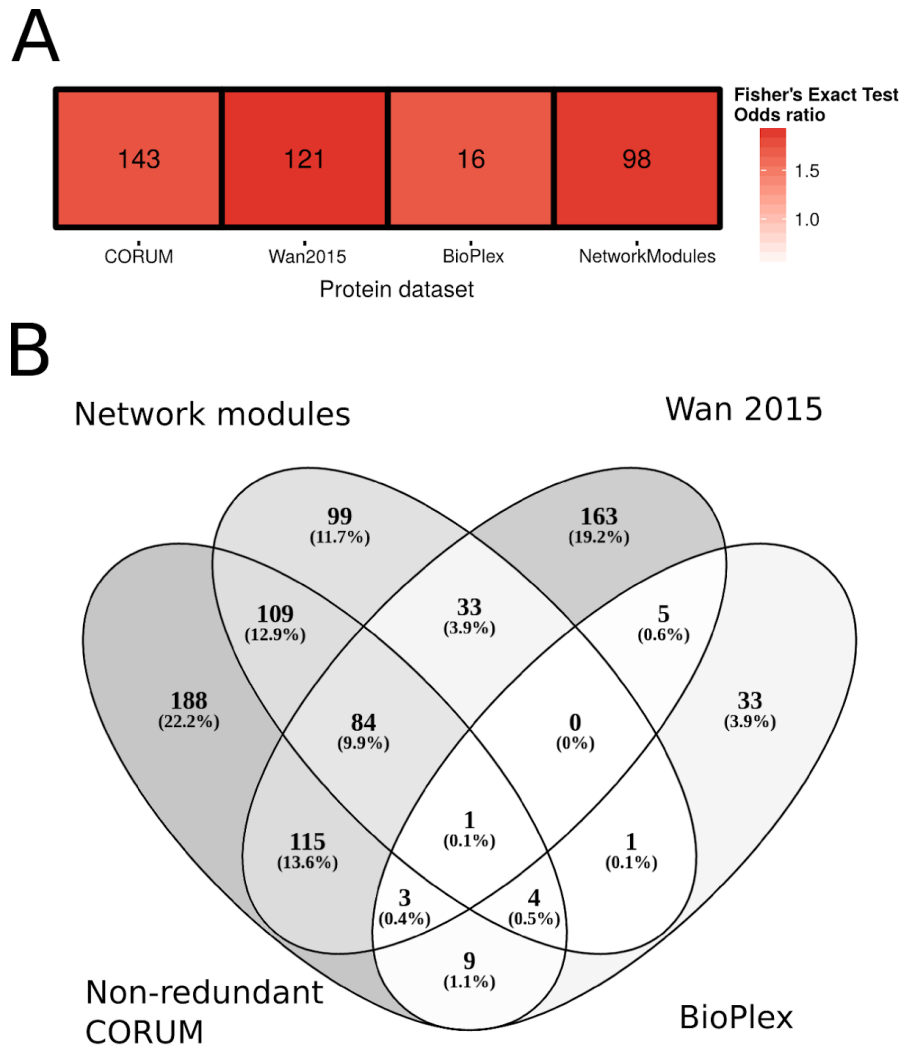 A
143 121 16 98
CORUM Wan2015 BioPlex NetworkModules
Protein dataset
Fisher's Exact Test
Odds ratio
1.5
1.0
B
Network modules
Wan 2015
99
(11.7%)
163
(19.2%)
109
(12.9%)
33
(3.9%)
5
(0.6%)
188
(22.2%)
84
(9.9%)
0
(0%)
33
(3.9%)
115
(13.6%)
1
(0.1%)
1
(0.1%)
3
(0.4%)
4
(0.5%)
9
(1.1%)
Non-redundant
CORUM
BioPlex